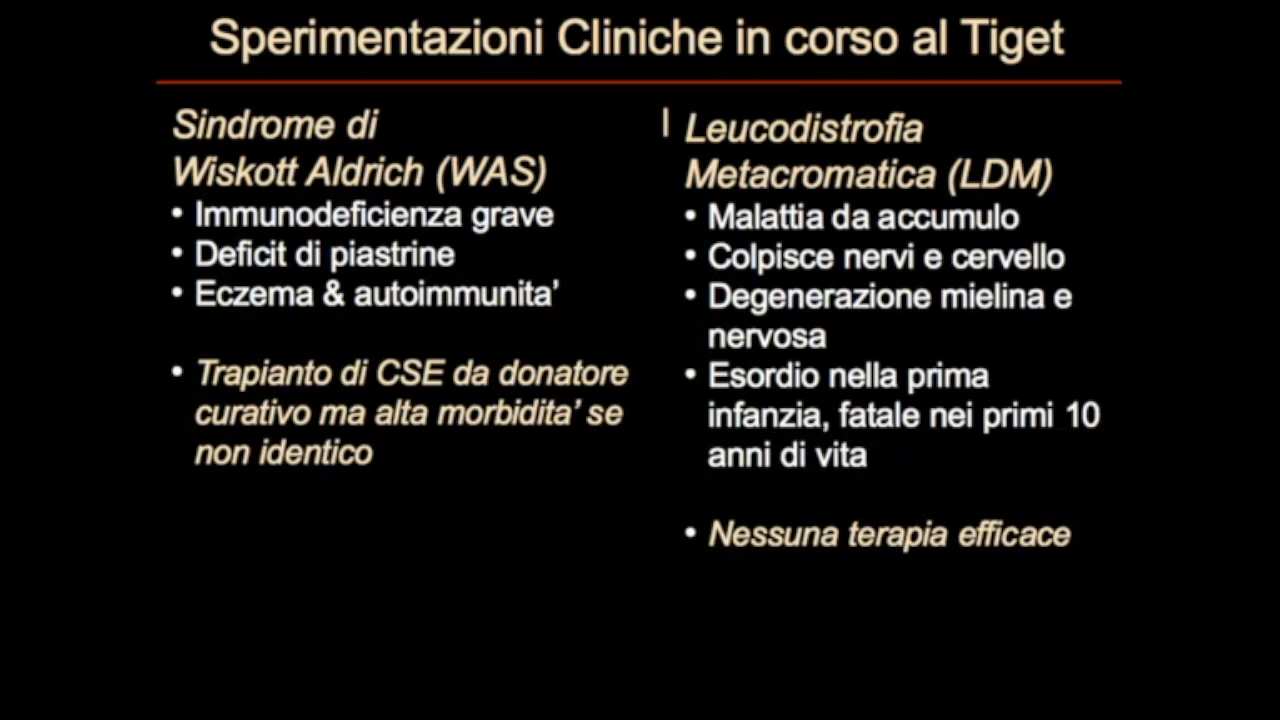 Sperimentazioni Cliniche in corso al Tiget
Sindrome di
Wiskott Aldrich (WAS)
• Immunodeficienza grave
• Deficit di piastrine
• Eczema & autoimmunita'
• Trapianto di CSE da donatore
curativo ma alta morbidita' se
non identico
Leucodistrofia
Metacromatica (LDM)
• Malattia da accumulo
• Colpisce nervi e cervello
• Degenerazione mielina e
nervosa
• Esordio nella prima
infanzia, fatale nei primi 10
anni di vita
• Nessuna terapia efficace